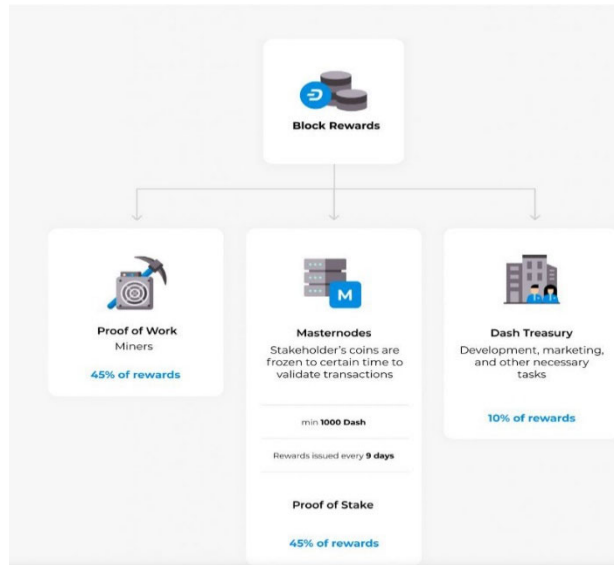 Block Rewards
Proof of Work
Miners
45% of rewards
M
Masternodes
Stakeholder's coins are
frozen to certain time to
validate transactions
min 1000 Dash
Rewards issued every 9 days
Proof of Stake
45% of rewards
Dash Treasury
Development, marketing,
and other necessary
tasks
10% of rewards